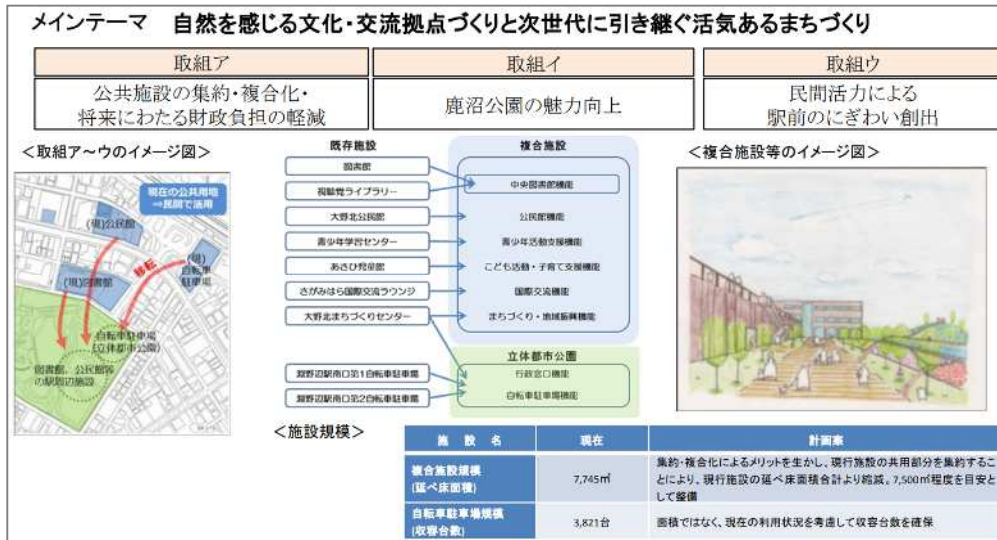 メインテーマ 自然を感じる文化・交流拠点づくりと次世代に引き継ぐ活気あるまちづくり
取組ア
公共施設の集約・複合化・
将来にわたる財政負担の軽減
取組イ
鹿沼公園の魅力向上
取組ウ
民間活力による
駅前のにぎわい創出
<取組ア~ウのイメージ図>
現在の公共用地
⇒民間で活用
(現)公民館
(現)
自転車
駐車場
移転
(現)図書館
自転車駐車場
(立体都市公園)
図書館、公民館等
の駅周辺施設
既存施設
図書館
視聴覚ライブラリー
大野北公民館
青少年学習センター
あさひ児童館
さがみはら国際交流ラウンジ
大野北まちづくりセンター
淵野辺駅南口第1自転車駐車場
淵野辺駅南口第2自転車駐車場
複合施設
中央図書館機能
公民館機能
青少年活動支援機能
こども活動・子育て支援機能
国際交流機能
まちづくり・地域振興機能
立体都市公園
行政窓口機能
自転車駐車場機能
<複合施設等のイメージ図>
<施設規模>
施設名 現在 計画案
複合施設規模
(延べ床面積)
7,745㎡
集約・複合化によるメリットを生かし、現行施設の共用部分を集約するこ
とにより、現行施設の延べ床面積合計より縮減。7,500㎡程度を目安と
して整備
自転車駐車場規模
(収容台数)
3,821台
面積ではなく、現在の利用状況を考慮して収容台数を確保